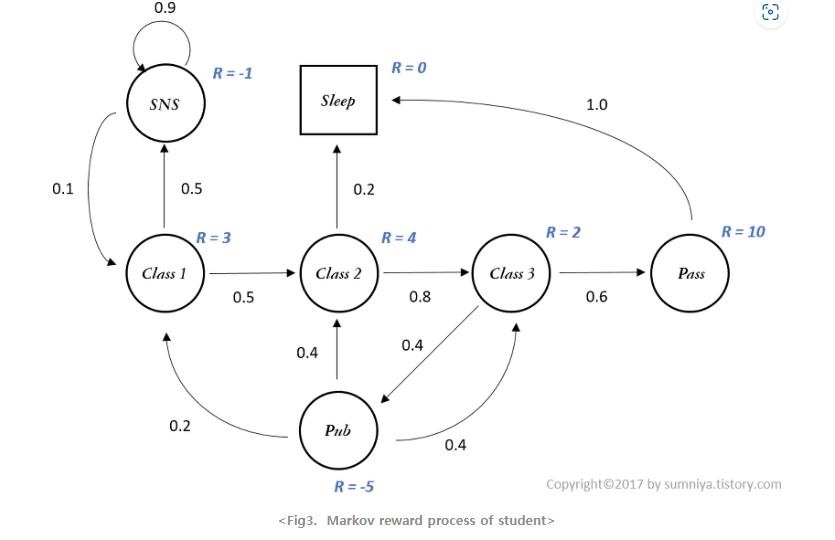 0.9
R = -1
R = 0
SNS
Sleep
1.0
0.1
0.5
0.2
R = 3
R = 4
R = 2
R = 10
Class 1
Class 2
Class 3
Pass
0.5
0.8
0.6
0.4
0.4
0.2
Pub
0.4
R = -5
Copyright©2017 by sumniya.tistory.com
<Fig3. Markov reward process of student>